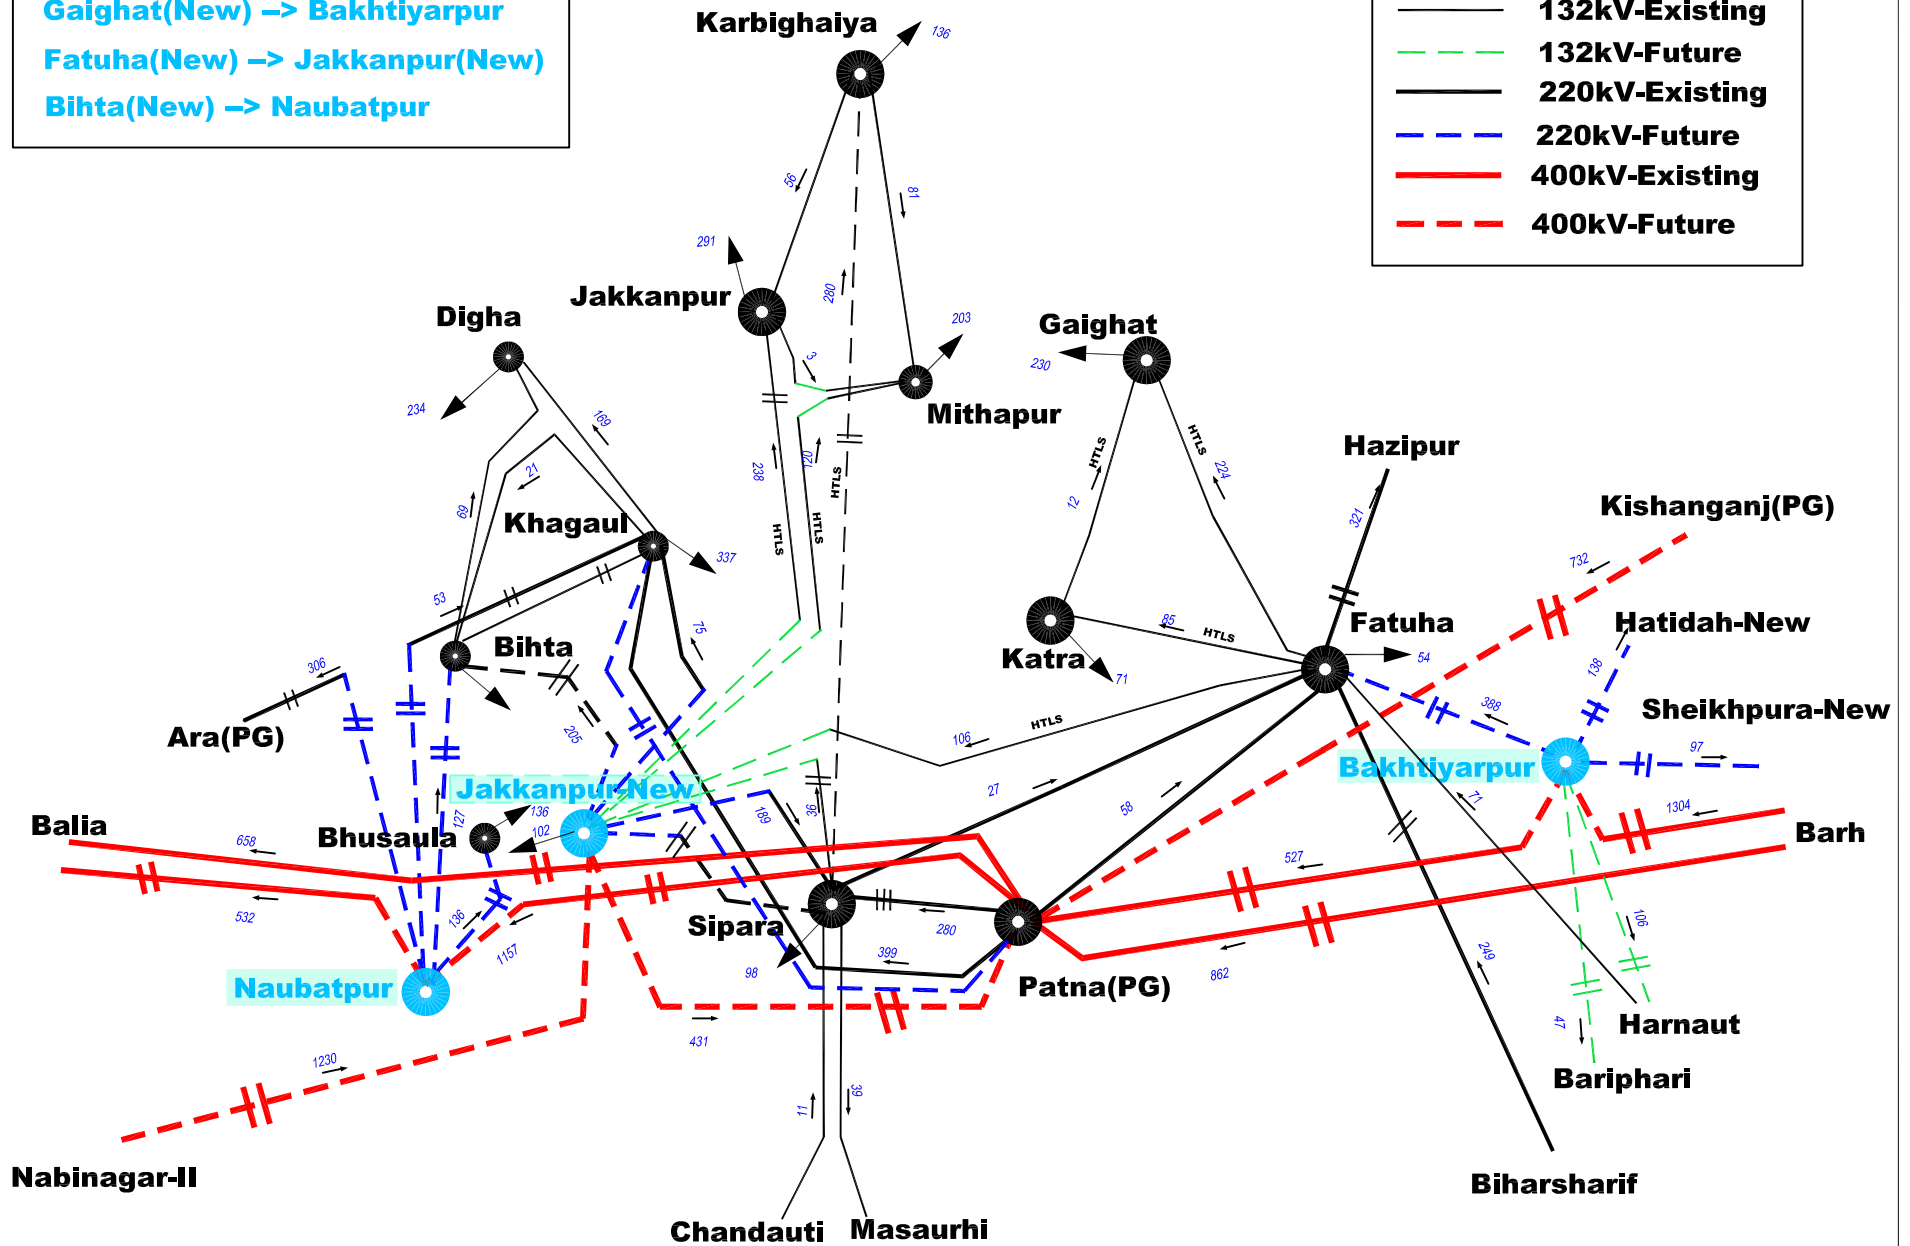 Gaighat(New) –> Bakhtiyarpur
Fatuha(New) –> Jakkanpur(New)
Bihta(New) –> Naubatpur
132kV-Existing
132kV-Future
220kV-Existing
220kV-Future
400kV-Existing
400kV-Future
Karbighaiya
136
56
81
291
280
Jakkanpur
Digha
203
Gaighat
3
230
234
Mithapur
169
Hazipur
HTLS
HTLS
224
21
238
120
HTLS
12
Kishanganj(PG)
69
Khagaul
321
HTLS
HTLS
337
732
53
75
85
HTLS
Fatuha
Hatidah-New
Bihta
Katra
54
306
71
138
Ara(PG)
205
HTLS
106
388
Sheikhpura-New
97
Bakhtiyarpur
Jakkanpur-New
27
71
1304
Balia
127
136
189
36
58
Barh
658
Bhusaula
102
527
532
136
Sipara
280
106
1157
399
249
98
862
Naubatpur
Patna(PG)
431
47
Harnaut
1230
Bariphari
11
39
Nabinagar-II
Biharsharif
Chandauti
Masaurhi